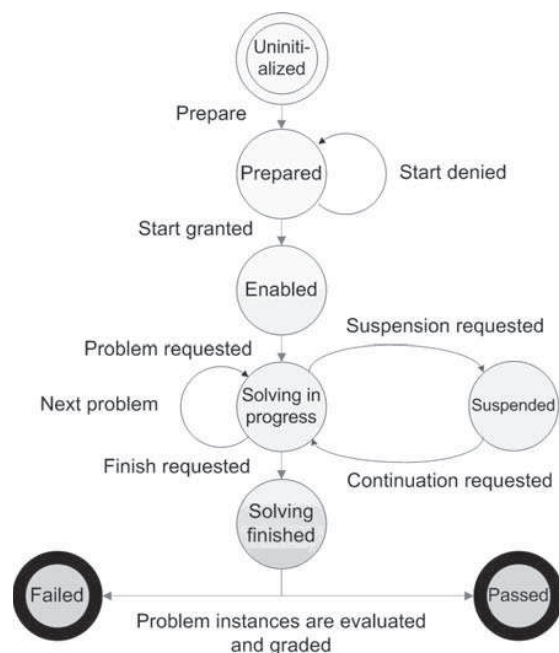 Uniniti-
alized
Prepare
Prepared
Start denied
Start granted
Enabled
Suspension requested
Problem requested
Next problem
Solving in
progress
Suspended
Finish requested
Continuation requested
Solving
finished
Failed
Passed
Problem instances are evaluated
and graded